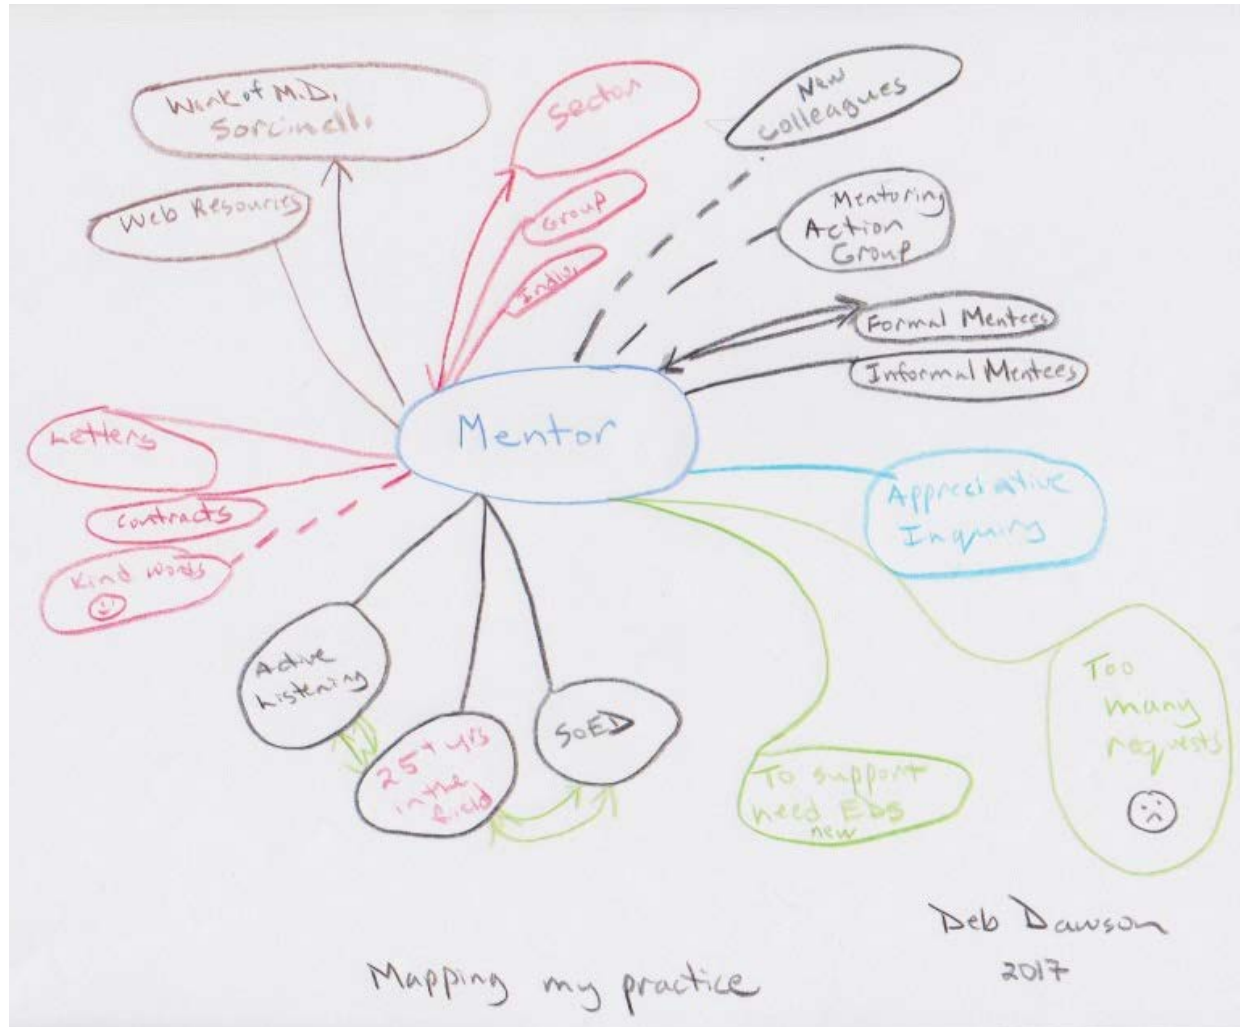 Work of M.D.
Sorcinelli
Web Resources
Sector
Group
Indiv.
New
Colleagues
Mentoring
Action
Group
Formal Mentees
Informal Mentees
Mentor
Letters
Contracts
Kind words
Appreciative
Inquiry
Active
Listening
25+ yrs
in the
field
SoED
To support
need EDs
new
Too
many
requests
Deb Dawson
2017
Mapping my practice